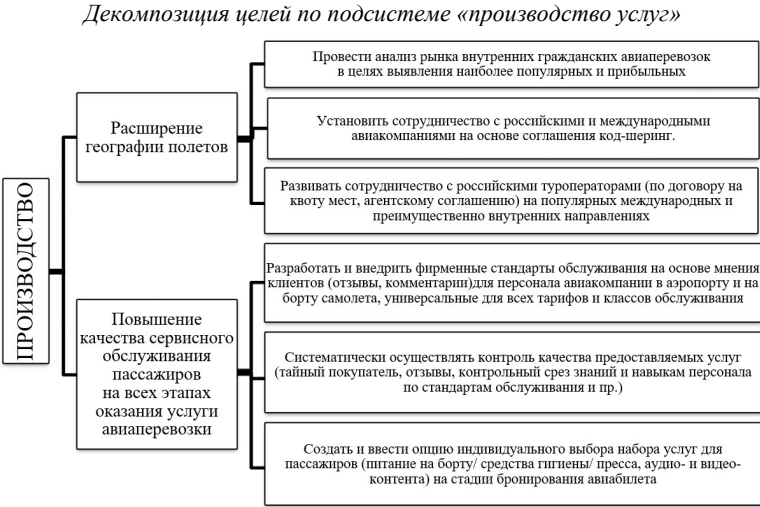 Декомпозиция целей по подсистеме «производство услуг»
ПРОИЗВОДСТВО
Расширение
географии полетов
Провести анализ рынка внутренних гражданских авиаперевозок
в целях выявления наиболее популярных и прибыльных
Установить сотрудничество с российскими и международными
авиакомпаниями на основе соглашения код-шеринг.
Развивать сотрудничество с российскими туроператорами (по договору на
квоту мест, агентскому соглашению) на популярных международных и
преимущественно внутренних направлениях
Повышение
качества сервисного
обслуживания
пассажиров
на всех этапах
оказания услуги
авиаперевозки
Разработать и внедрить фирменные стандарты обслуживания на основе мнения
клиентов (отзывы, комментарии)для персонала авиакомпании в аэропорту и на
борту самолета, универсальные для всех тарифов и классов обслуживания
Систематически осуществлять контроль качества предоставляемых услуг
(тайный покупатель, отзывы, контрольный срез знаний и навыкам персонала
по стандартам обслуживания и пр.)
Создать и ввести опцию индивидуального выбора набора услуг для
пассажиров (питание на борту/ средства гигиены/ пресса, аудио- и видео-
контента) на стадии бронирования авиабилета